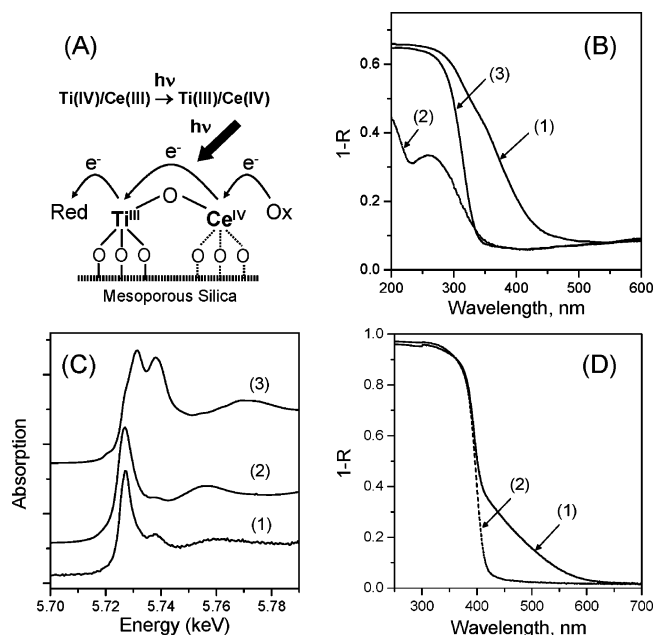 (A)
hν
Ti(IV)/Ce(III) → Ti(III)/Ce(IV)
hν
e⁻ e⁻ e⁻
Red O Ox
Ti^III Ce^IV
O O O O O O
Mesoporous Silica
(B)
(3)
(2)
(1)
0.6
0.4
0.2
0.0
1-R
200 300 400 500 600
Wavelength, nm
(C)
(3)
(2)
(1)
Absorption
5.70 5.72 5.74 5.76 5.78
Energy (keV)
(D)
(2)
(1)
1.0
0.8
0.6
0.4
0.2
0.0
1-R
300 400 500 600 700
Wavelength, nm